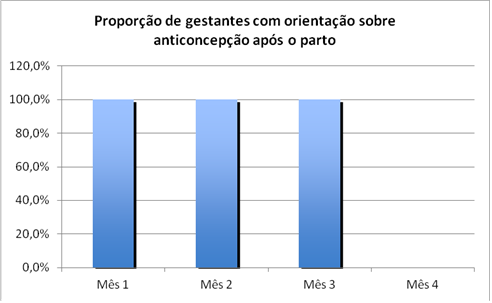 Proporção de gestantes com orientação sobre
anticoncepção após o parto
120,0%
100,0%
80,0%
60,0%
40,0%
20,0%
0,0%
Mês 1 Mês 2 Mês 3 Mês 4